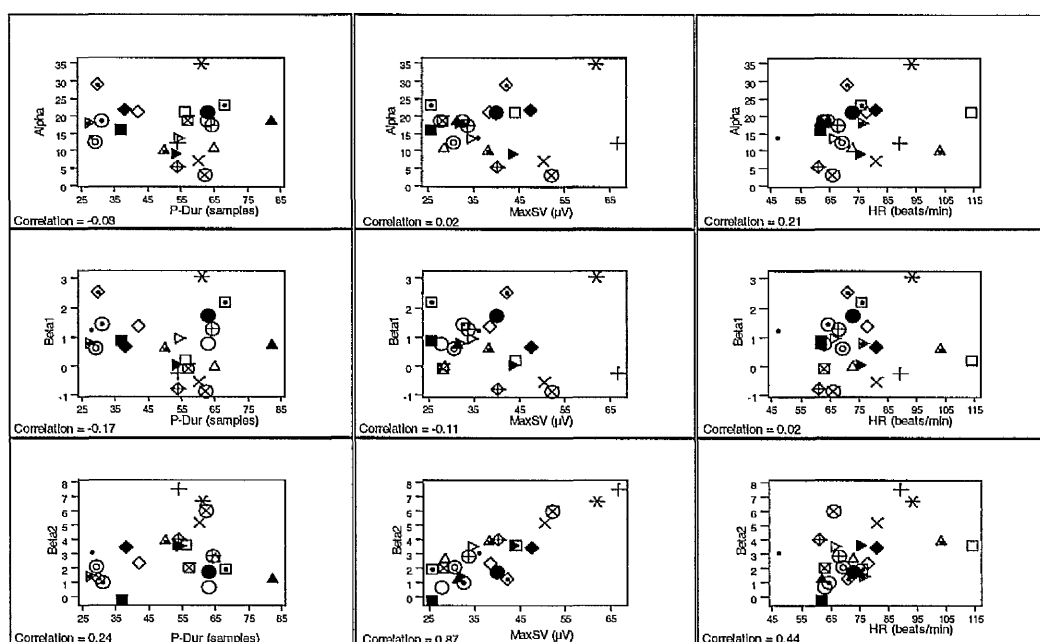 35
30
25
20
15
10
5
0
Alpha
25 35 45 55 65 75 85
Correlation = -0.03 P-Dur (samples)
35
30
25
20
15
10
5
0
Alpha
25 35 45 55 65
Correlation = 0.02 MaxSV (µV)
35
30
25
20
15
10
5
0
Alpha
45 55 65 75 85 95 105 115
Correlation = 0.21 HR (beats/min)
3
2
1
0
-1
Beta1
25 35 45 55 65 75 85
Correlation = -0.17 P-Dur (samples)
3
2
1
0
-1
Beta1
25 35 45 55 65
Correlation = -0.11 MaxSV (µV)
3
2
1
0
-1
Beta1
45 55 65 75 85 95 105 115
Correlation = 0.02 HR (beats/min)
8
7
6
5
4
3
2
1
0
Beta2
25 35 45 55 65 75 85
Correlation = 0.24 P-Dur (samples)
8
7
6
5
4
3
2
1
0
Beta2
25 35 45 55 65
Correlation = 0.87 MaxSV (µV)
8
7
6
5
4
3
2
1
0
Beta2
45 55 65 75 85 95 105 115
Correlation = 0.44 HR (beats/min)